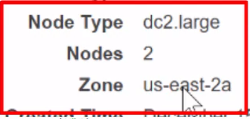 Node Type dc2.large
Nodes 2
Zone us-east-2a